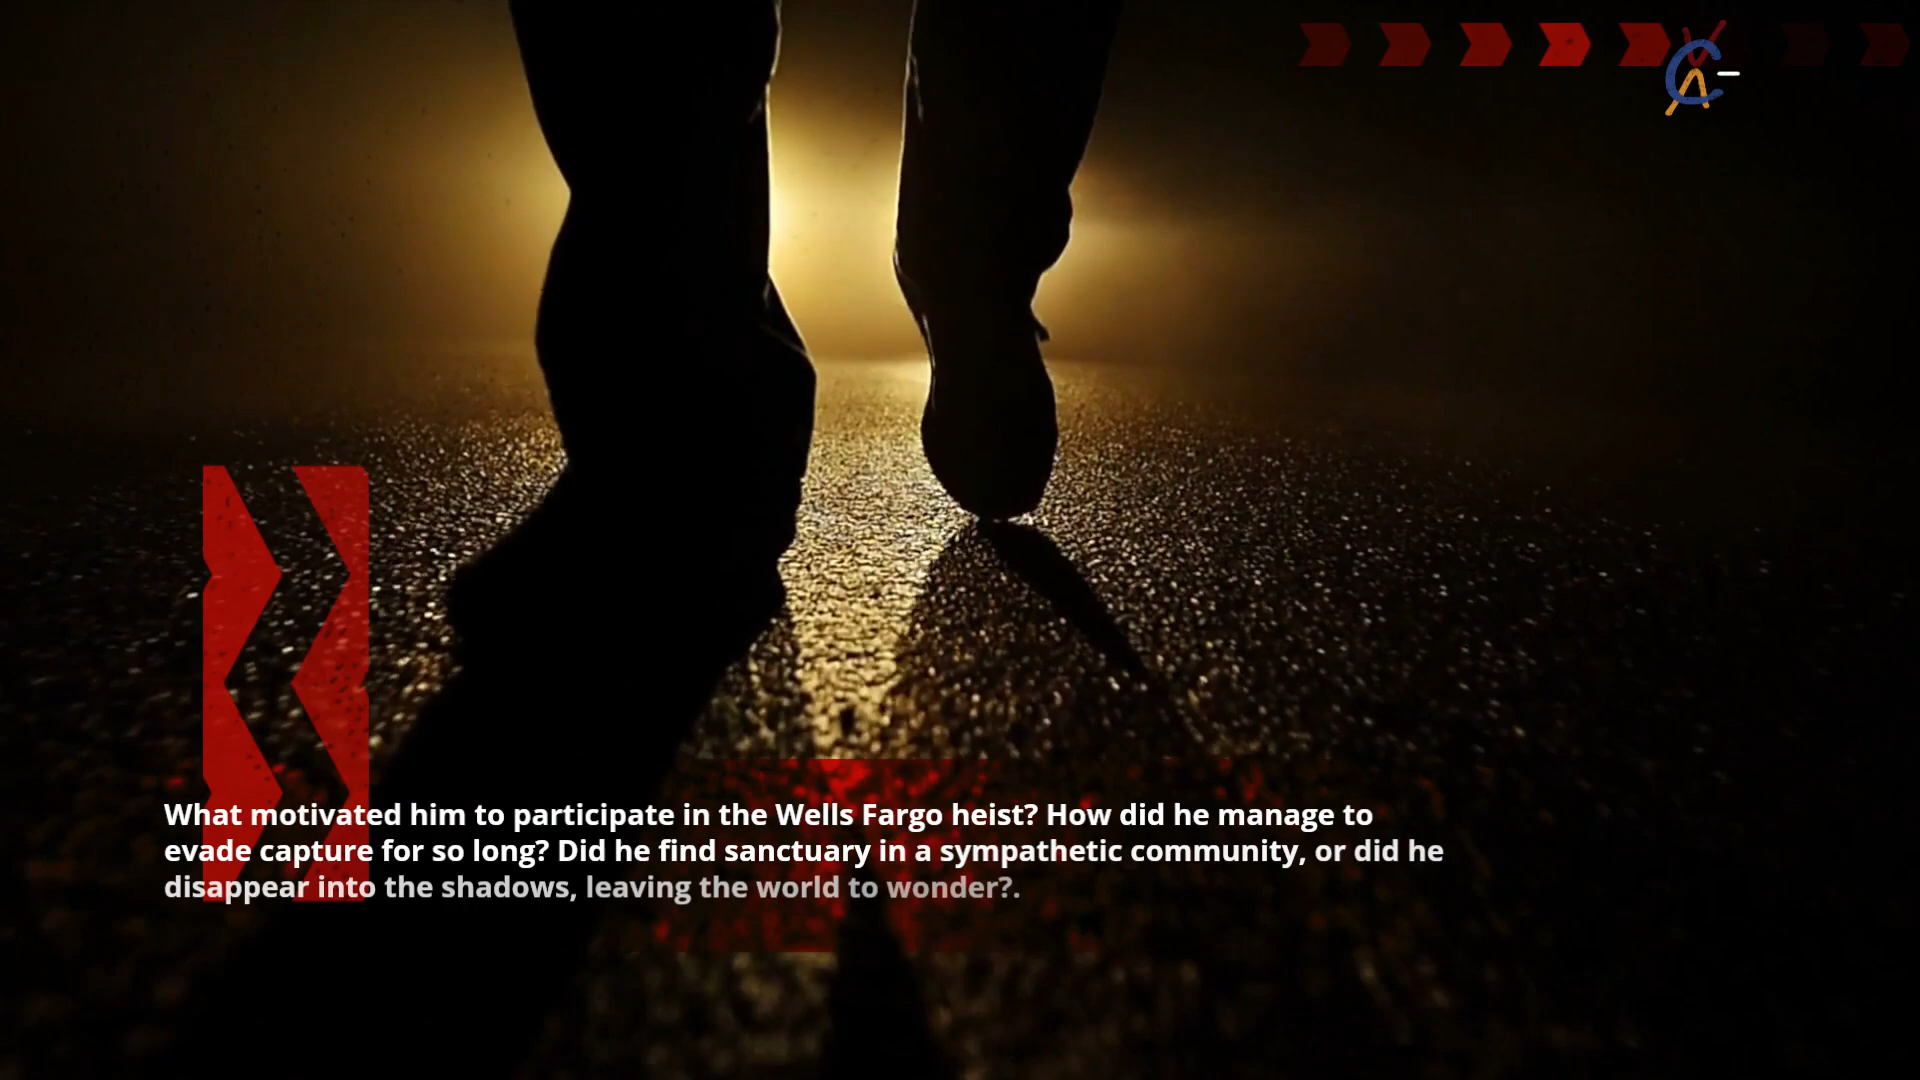 What motivated him to participate in the Wells Fargo heist? How did he manage to
evade capture for so long? Did he find sanctuary in a sympathetic community, or did he
disappear into the shadows, leaving the world to wonder?.